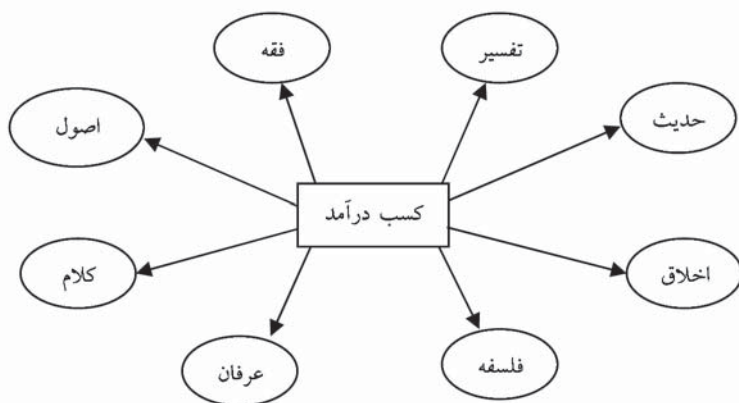 فقه
تفسیر
اصول
حدیث
کسب درآمد
کلام
اخلاق
عرفان
فلسفه